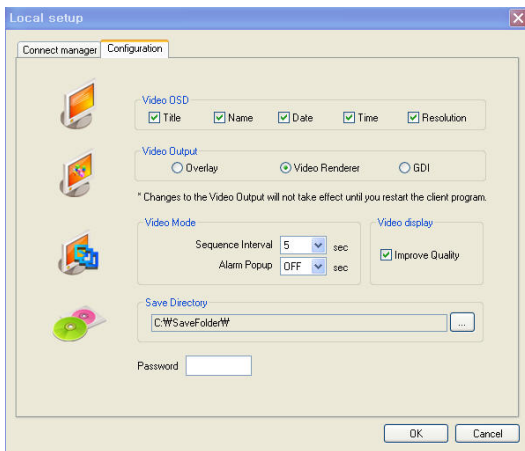 Local setup
Connect manager Configuration
Video OSD
Title Name Date Time Resolution
Video Output
Overlay Video Renderer GDI
* Changes to the Video Output will not take effect until you restart the client program.
Video Mode Video display
Sequence Interval 5 sec
Improve Quality
Alarm Popup OFF sec
Save Directory
C:₩SaveFolder₩ ...
Password
OK Cancel